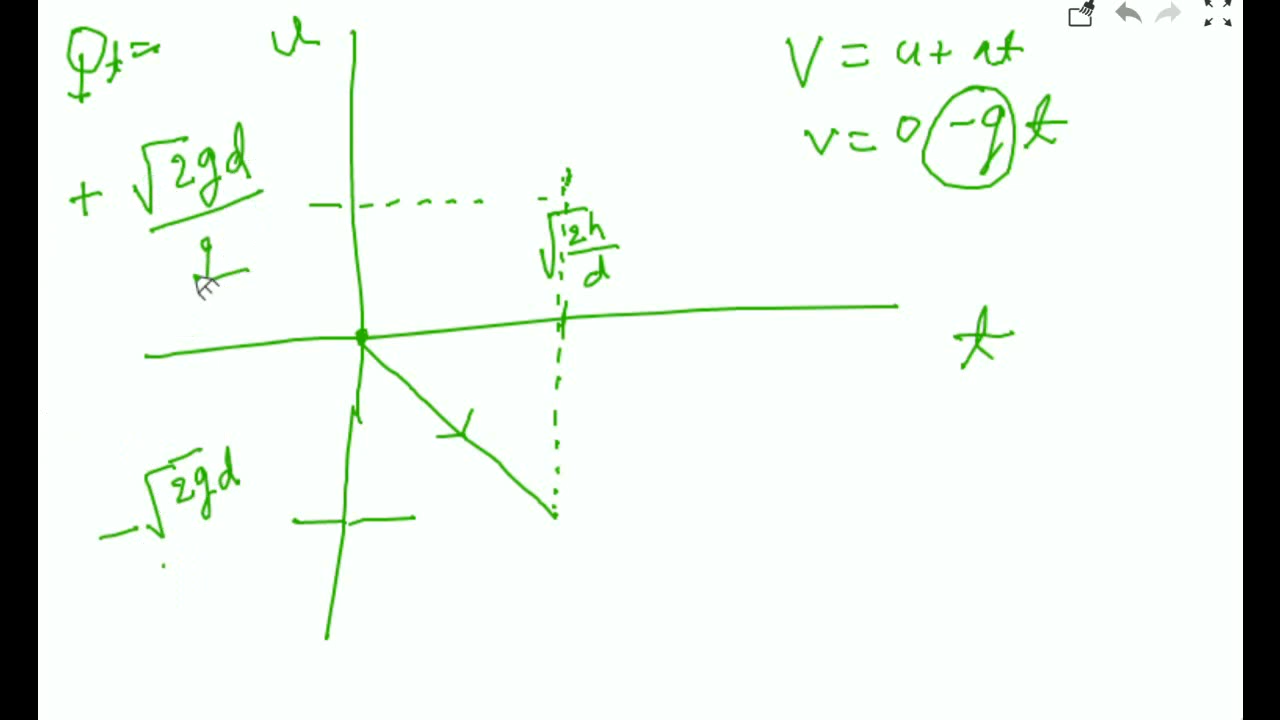 v
V = u + at
v = 0 -g t
+ √2gd
√2h/d
t
- √2gd